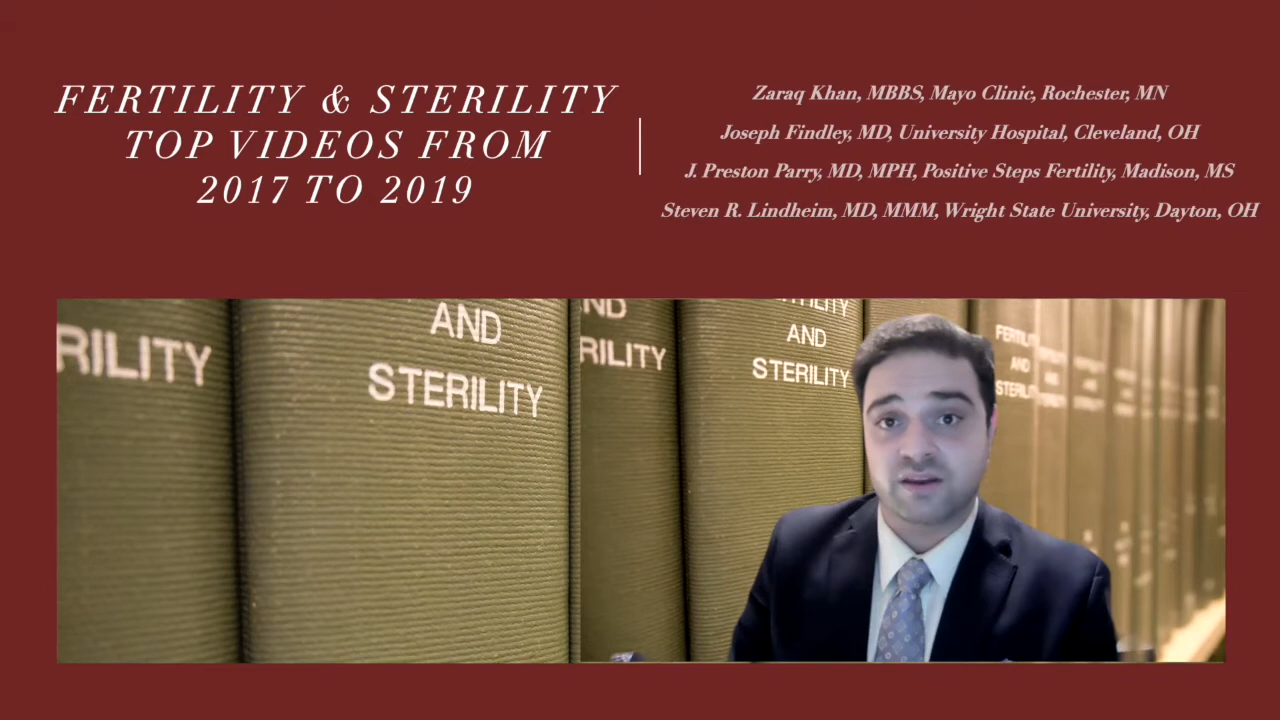 FERTILITY & STERILITY
TOP VIDEOS FROM
2017 TO 2019
Zaraq Khan, MBBS, Mayo Clinic, Rochester, MN
Joseph Findley, MD, University Hospital, Cleveland, OH
J. Preston Parry, MD, MPH, Positive Steps Fertility, Madison, MS
Steven R. Lindheim, MD, MMM, Wright State University, Dayton, OH
RILITY
AND
STERILITY
ND
RILITY
AND
STERILITY
FERTILI
AND
STERILI